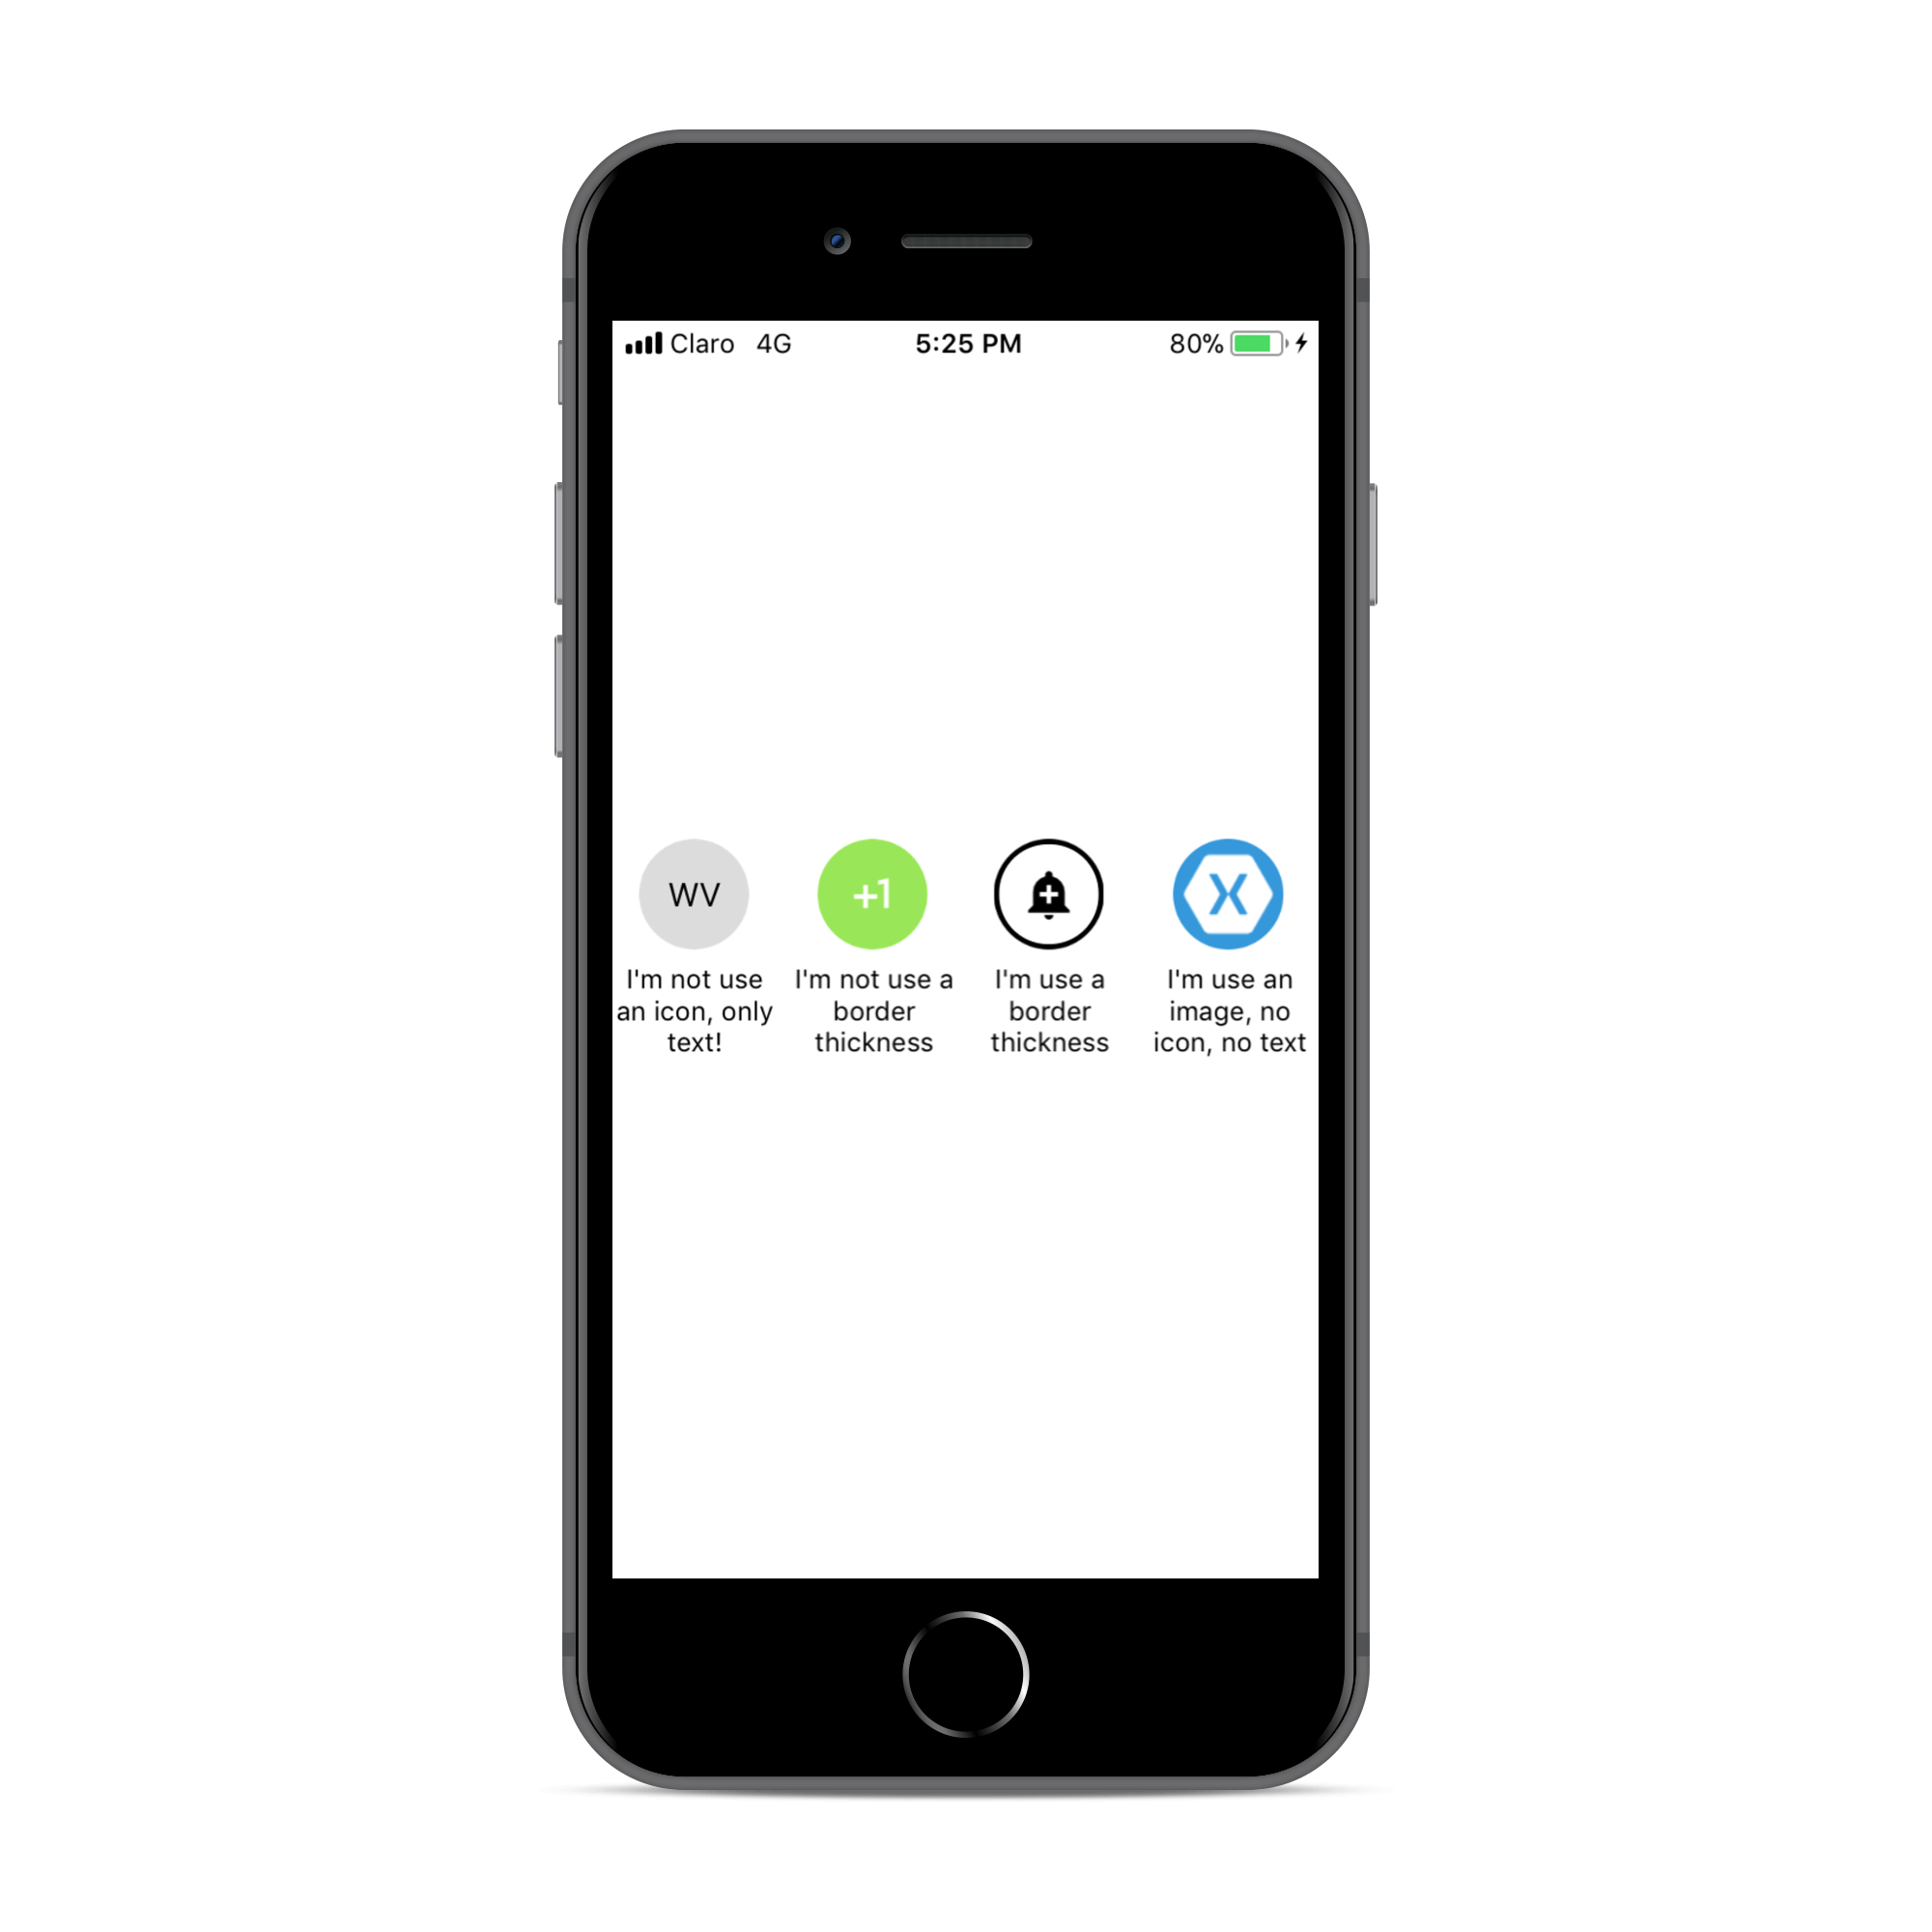 Claro 4G 5:25 PM 80%
WV
+1
X
I'm not use
an icon, only
text!
I'm not use a
border
thickness
I'm use a
border
thickness
I'm use an
image, no
icon, no text